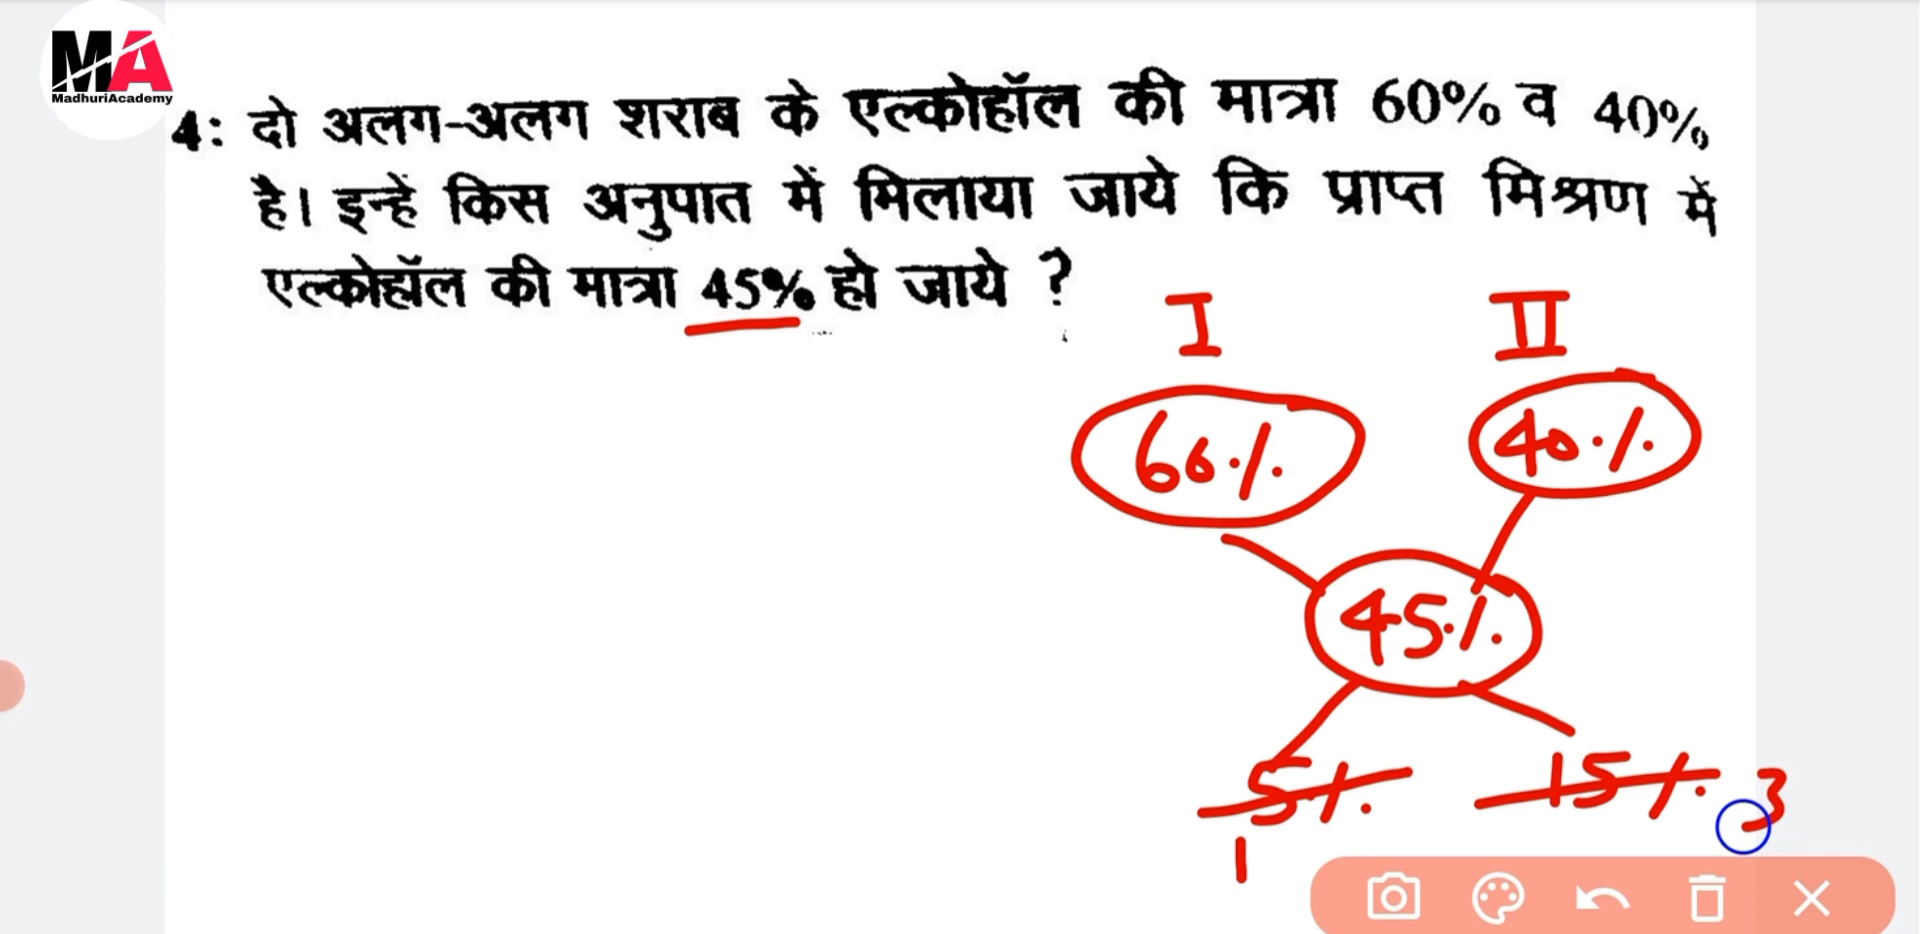 MA
MadhuriAcademy
4: दो अलग-अलग शराब के एल्कोहॉल की मात्रा 60% व 40%
है। इन्हें किस अनुपात में मिलाया जाये कि प्राप्त मिश्रण में
एल्कोहॉल की मात्रा 45% हो जाये ?
I II
60% 40%
45%
5% 15% 3
1